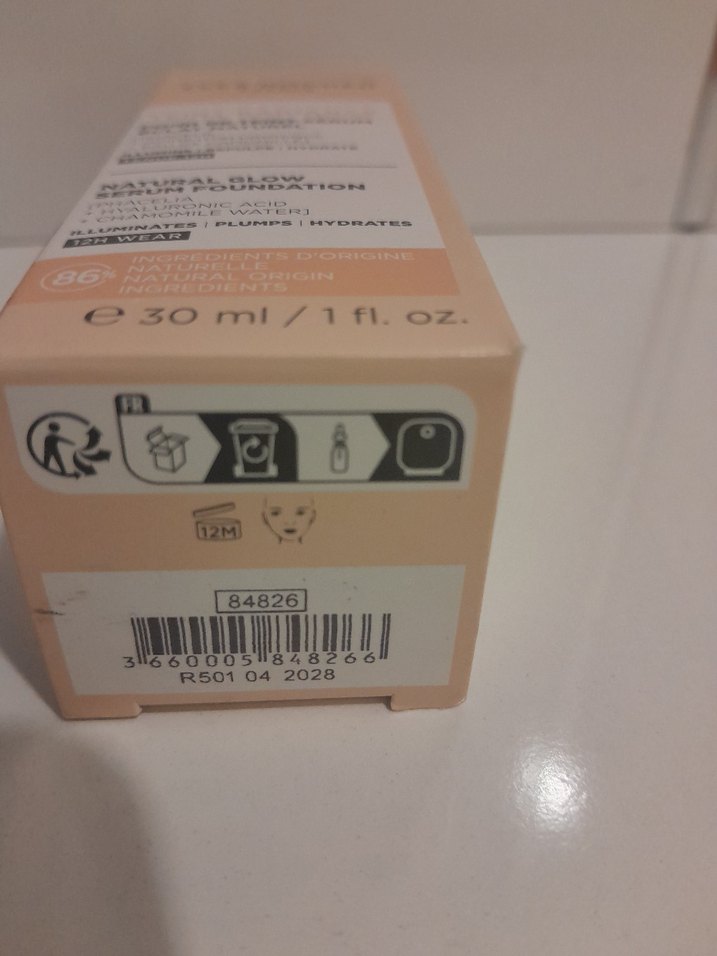 NATURAL GLOW
SERUM FOUNDATION
[PRACELIA
+ HYALURONIC ACID
+ CHAMOMILE WATER]
ILLUMINATES | PLUMPS | HYDRATES
12H WEAR
86%
INGRÉDIENTS D'ORIGINE
NATURELLE
NATURAL ORIGIN
INGREDIENTS
e 30 ml / 1 fl. oz.
FR
12M
84826
3 660005 848266
R501 04 2028